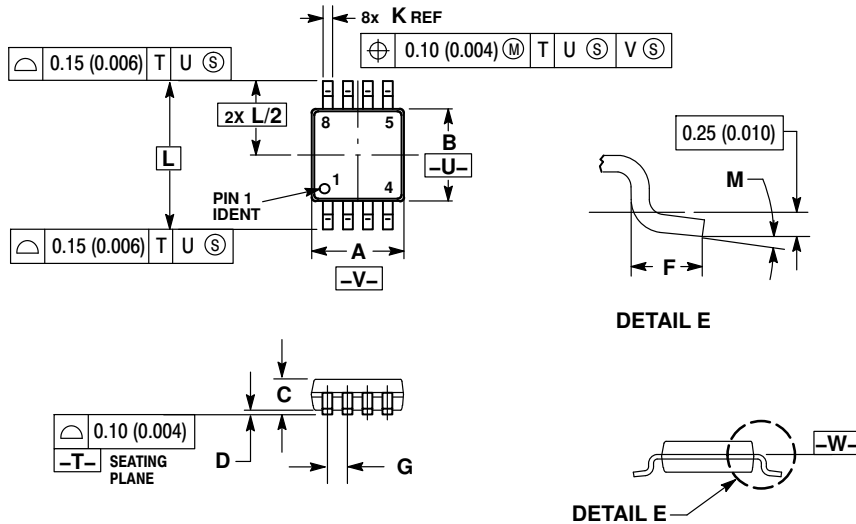 8x K REF
⌖ 0.10 (0.004) Ⓜ T U Ⓢ V Ⓢ
⌓ 0.15 (0.006) T U Ⓢ
2X L/2
L
8 5
B
–U–
1
4
PIN 1
IDENT
⌓ 0.15 (0.006) T U Ⓢ
A
–V–
0.25 (0.010)
M
F
DETAIL E
C
⌓ 0.10 (0.004)
–T– SEATING
PLANE
D
G
–W–
DETAIL E